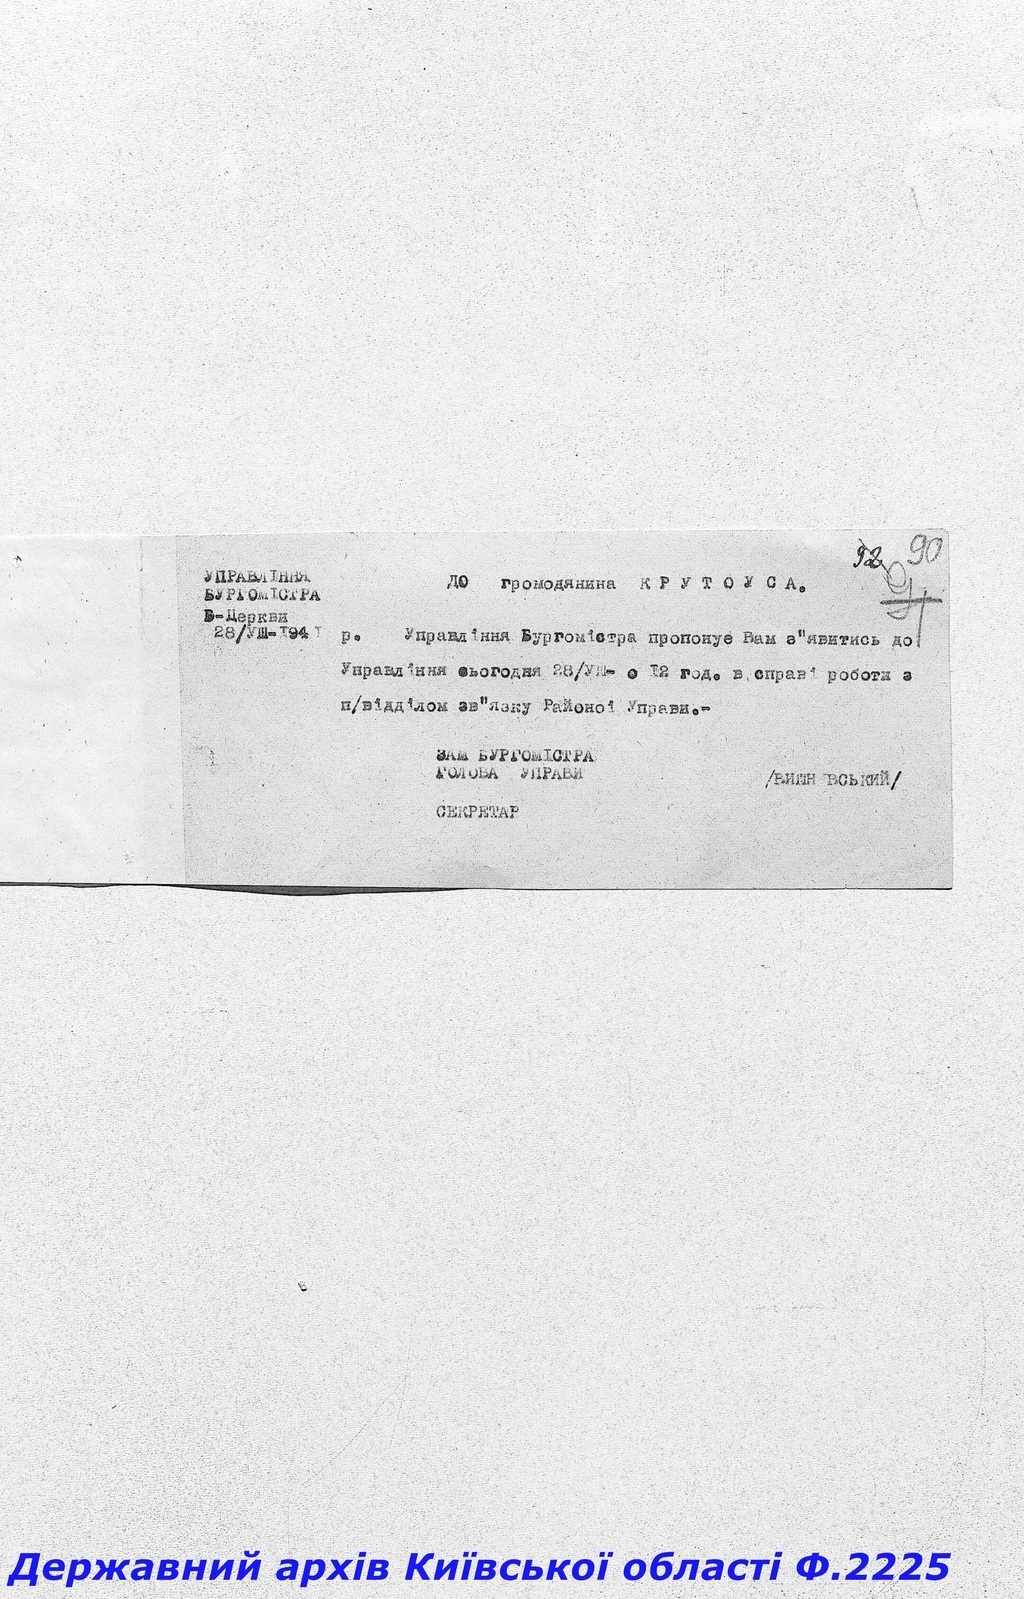 92 90
91
УПРАВЛІННЯ
БУРГОМІСТРА
Б-Церкви
28/УШ-І94І р.
ДО громодянина К Р У Т О У С А.
Управління Бургомістра пропонує Вам з"явитись до
Управління сьогодня 28/УШ- о І2 год. в справі роботи з
п/відділом зв"язку Районої Управи.-
ЗАМ БУРГОМІСТРА
ГОЛОВА УПРАВИ
СЕКРЕТАР
Державний архів Київської області Ф.2225